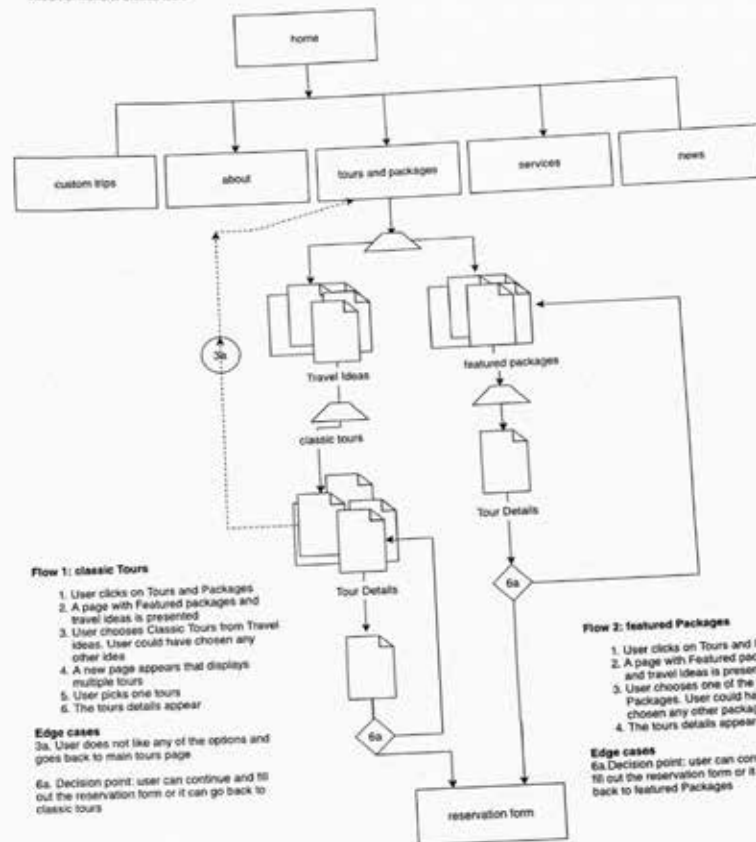 home
custom trips
about
tours and packages
services
news
3a
Travel Ideas
featured packages
classic tours
Tour Details
Tour Details
6a
6a
reservation form
Flow 1: classic Tours
1. User clicks on Tours and Packages
2. A page with Featured packages and
travel ideas is presented
3. User chooses Classic Tours from Travel
ideas. User could have chosen any
other idea
4. A new page appears that displays
multiple tours
5. User picks one tours
6. The tours details appear
Edge cases
3a. User does not like any of the options and
goes back to main tours page
6a. Decision point: user can continue and fill
out the reservation form or it can go back to
classic tours
Flow 2: featured Packages
1. User clicks on Tours and
2. A page with Featured
and travel ideas is
3. User chooses one of the
Packages. User could
chosen any other
4. The tours details appear
Edge cases
6a.Decision point: user can
fill out the reservation form or it
back to featured Packages